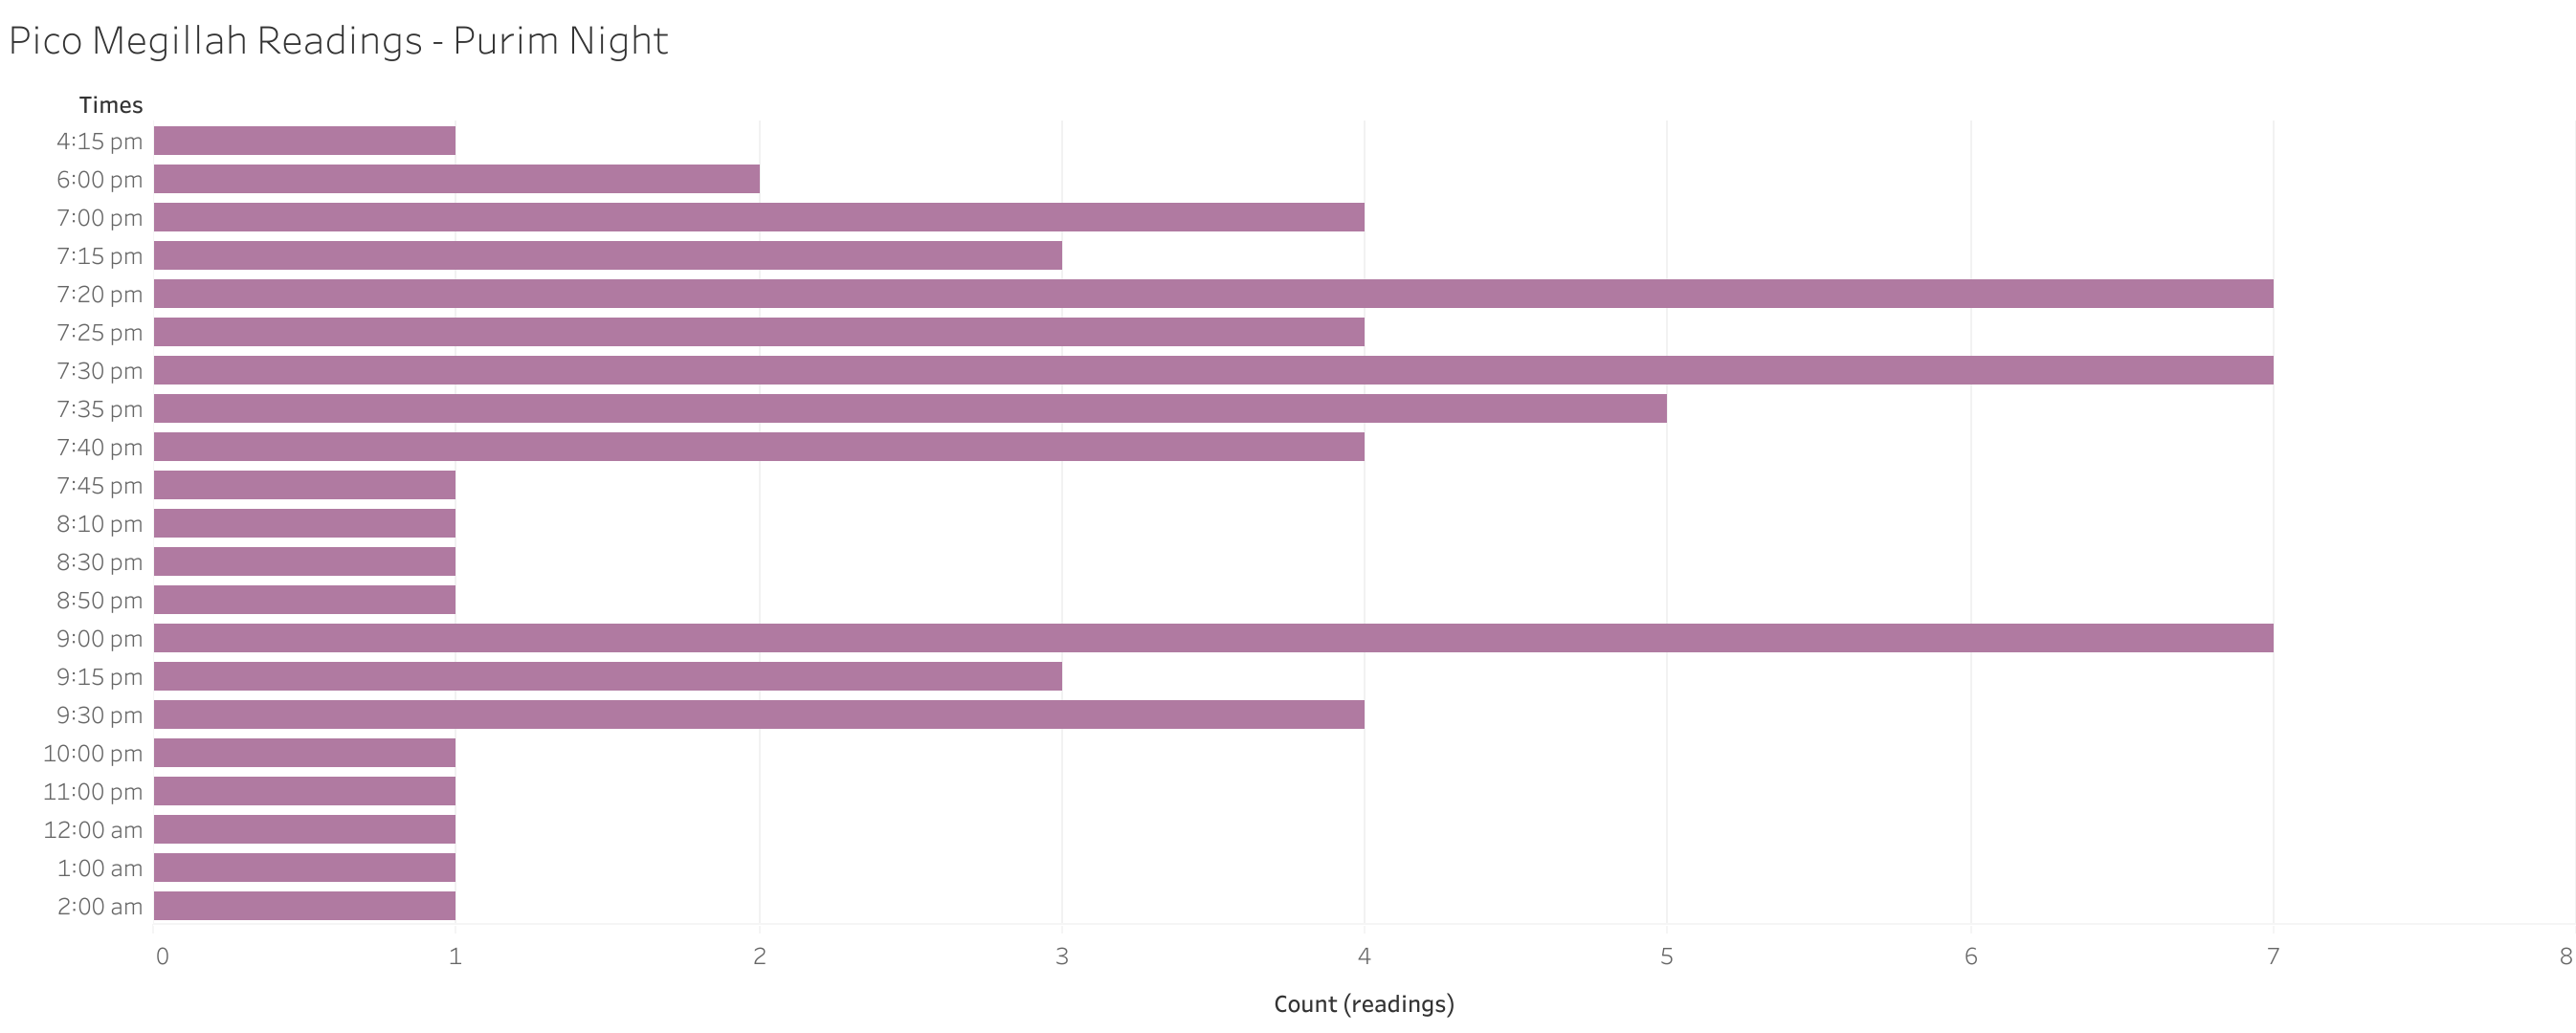 Pico Megillah Readings - Purim Night
Times
4:15 pm
6:00 pm
7:00 pm
7:15 pm
7:20 pm
7:25 pm
7:30 pm
7:35 pm
7:40 pm
7:45 pm
8:10 pm
8:30 pm
8:50 pm
9:00 pm
9:15 pm
9:30 pm
10:00 pm
11:00 pm
12:00 am
1:00 am
2:00 am
0 1 2 3 4 5 6 7 8
Count (readings)